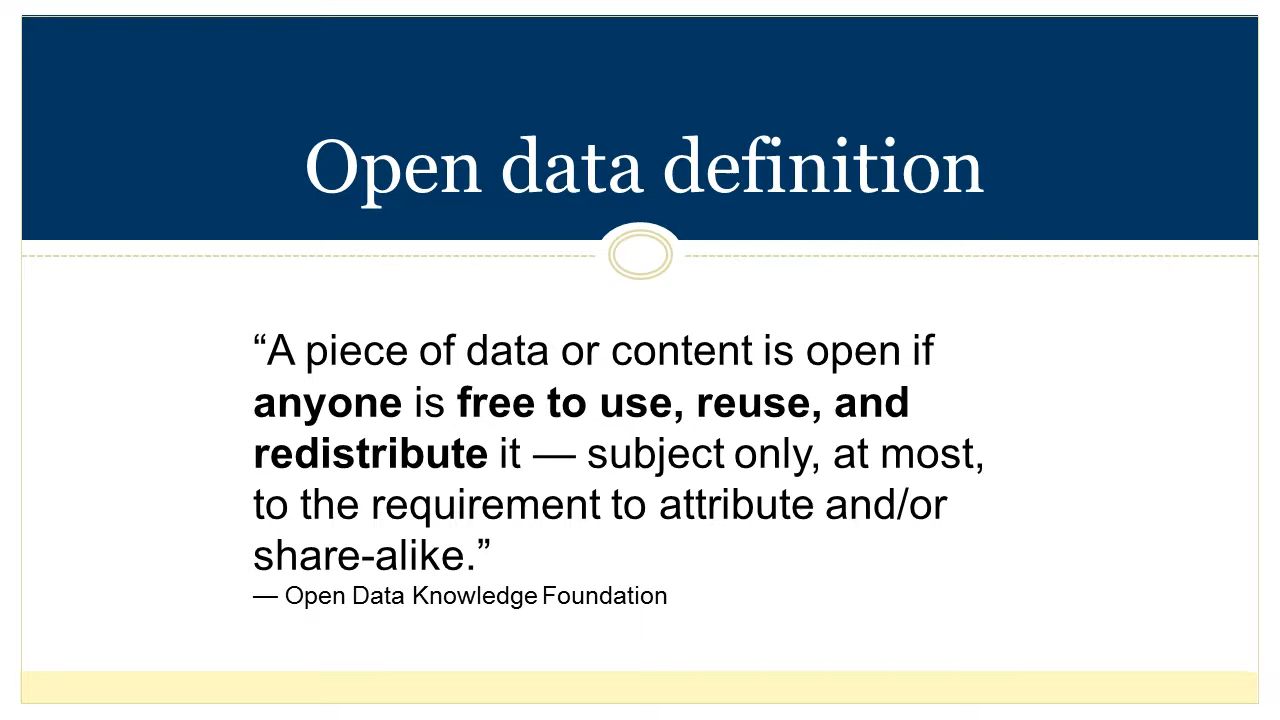 Open data definition
“A piece of data or content is open if
anyone is free to use, reuse, and
redistribute it — subject only, at most,
to the requirement to attribute and/or
share-alike.”
— Open Data Knowledge Foundation